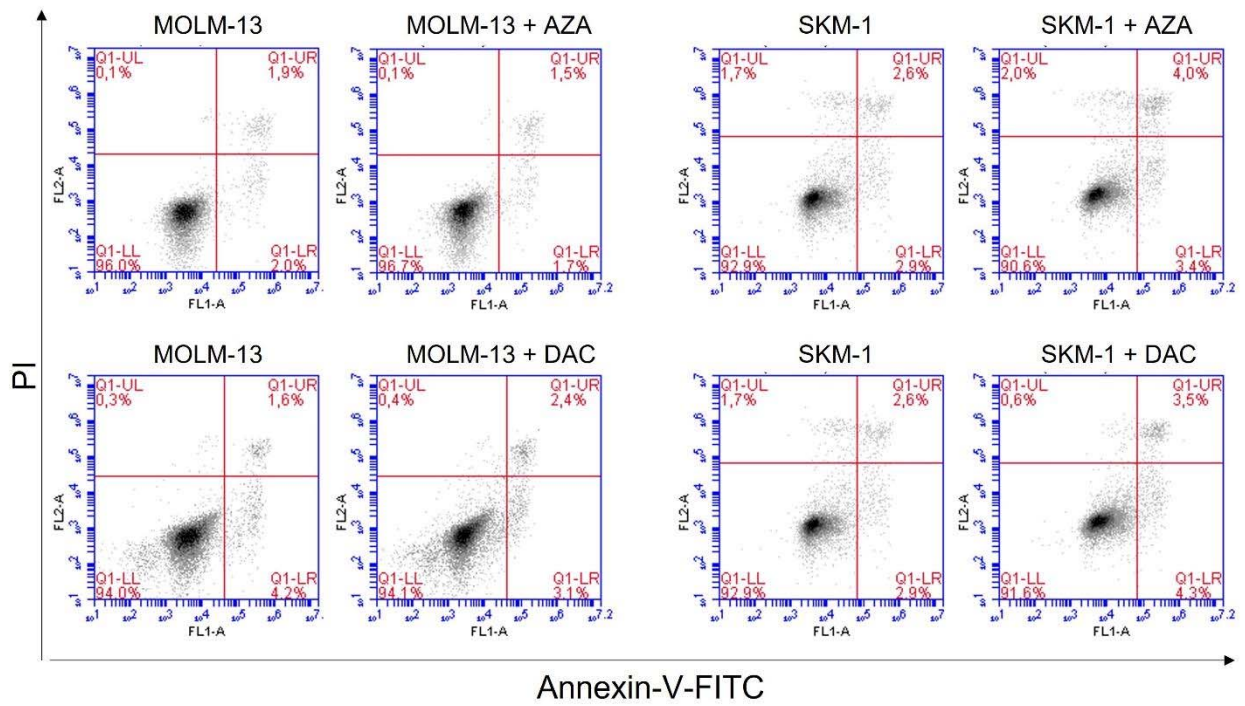 MOLM-13
MOLM-13 + AZA
SKM-1
SKM-1 + AZA
Q1-UL
0,1%
Q1-UR
1,9%
Q1-LL
96.0%
Q1-LR
2.0%
FL2-A
FL1-A
Q1-UL
0,1%
Q1-UR
1,5%
Q1-LL
96.7%
Q1-LR
1.7%
FL2-A
FL1-A
Q1-UL
1,7%
Q1-UR
2,6%
Q1-LL
92.9%
Q1-LR
2.9%
FL2-A
FL1-A
Q1-UL
2,0%
Q1-UR
4,0%
Q1-LL
90.6%
Q1-LR
3.4%
FL2-A
FL1-A
PI
MOLM-13
MOLM-13 + DAC
SKM-1
SKM-1 + DAC
Q1-UL
0,3%
Q1-UR
1,6%
Q1-LL
94.0%
Q1-LR
4.2%
FL2-A
FL1-A
Q1-UL
0,4%
Q1-UR
2,4%
Q1-LL
94.1%
Q1-LR
3.1%
FL2-A
FL1-A
Q1-UL
1,7%
Q1-UR
2,6%
Q1-LL
92.9%
Q1-LR
2.9%
FL2-A
FL1-A
Q1-UL
0,6%
Q1-UR
3,5%
Q1-LL
91.6%
Q1-LR
4.3%
FL2-A
FL1-A
Annexin-V-FITC